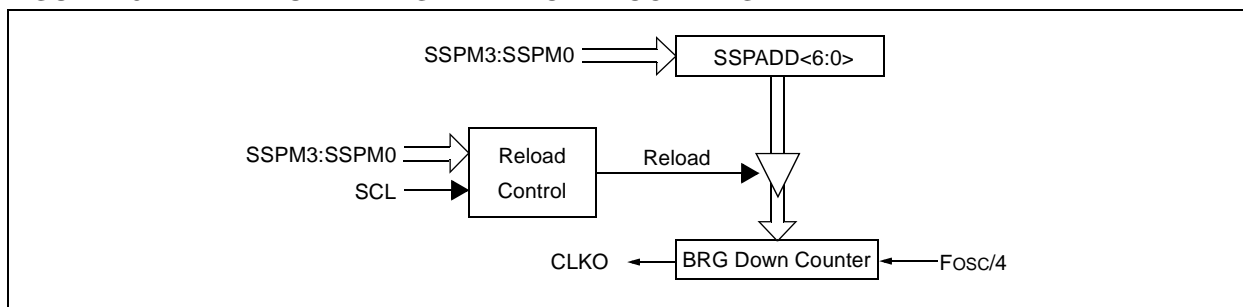 SSPM3:SSPM0
SSPADD<6:0>
SSPM3:SSPM0
SCL
Reload
Control
Reload
CLKO
BRG Down Counter
FOSC/4